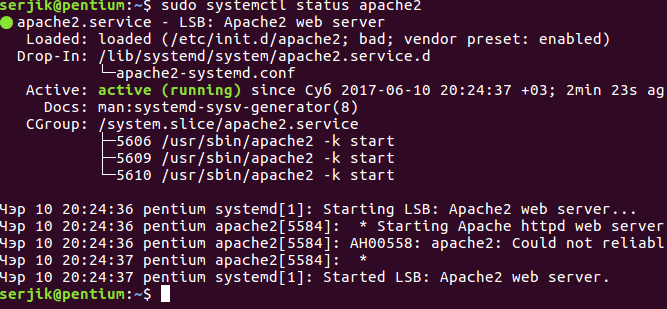 serjik@pentium:~$ sudo systemctl status apache2
● apache2.service - LSB: Apache2 web server
   Loaded: loaded (/etc/init.d/apache2; bad; vendor preset: enabled)
  Drop-In: /lib/systemd/system/apache2.service.d
           └─apache2-systemd.conf
   Active: active (running) since Суб 2017-06-10 20:24:37 +03; 2min 23s ag
     Docs: man:systemd-sysv-generator(8)
   CGroup: /system.slice/apache2.service
           ├─5606 /usr/sbin/apache2 -k start
           ├─5609 /usr/sbin/apache2 -k start
           └─5610 /usr/sbin/apache2 -k start
Чэр 10 20:24:36 pentium systemd[1]: Starting LSB: Apache2 web server...
Чэр 10 20:24:36 pentium apache2[5584]:  * Starting Apache httpd web server
Чэр 10 20:24:36 pentium apache2[5584]: AH00558: apache2: Could not reliabl
Чэр 10 20:24:37 pentium apache2[5584]:  *
Чэр 10 20:24:37 pentium systemd[1]: Started LSB: Apache2 web server.
serjik@pentium:~$